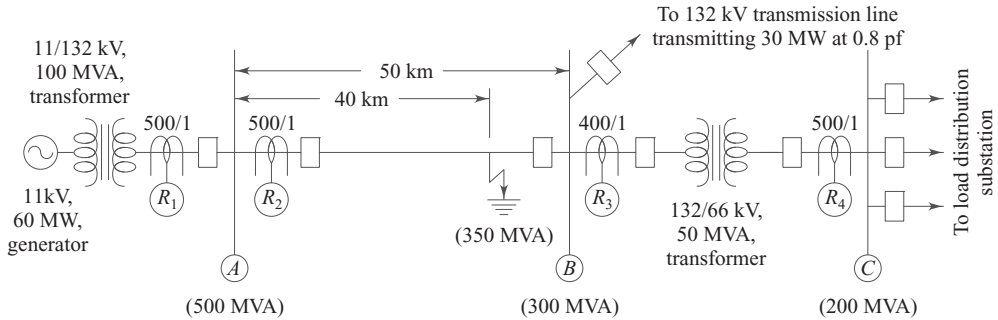 To 132 kV transmission line
transmitting 30 MW at 0.8 pf
11/132 kV,
100 MVA,
transformer
50 km
40 km
500/1
500/1
400/1
500/1
R1
R2
R3
R4
11kV,
60 MW,
generator
(350 MVA)
132/66 kV,
50 MVA,
transformer
To load distribution
substation
A
B
C
(500 MVA)
(300 MVA)
(200 MVA)